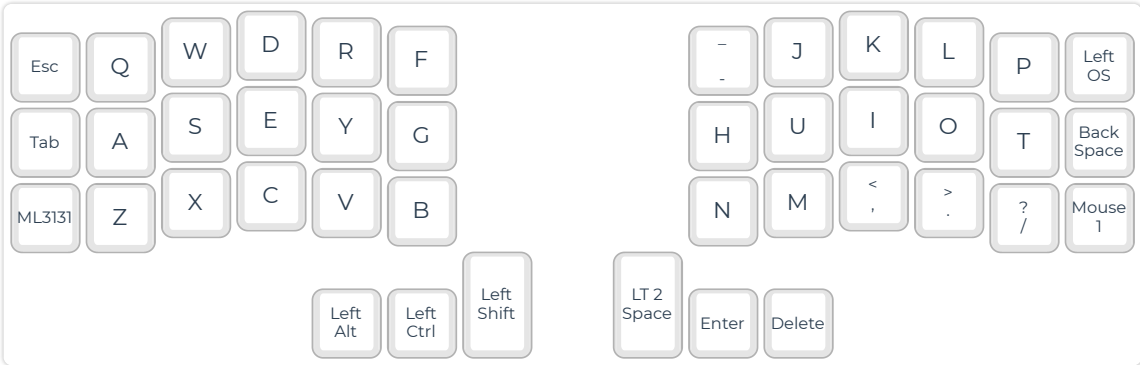 Esc Q W D R F _ J K L P Left OS
-
Tab A S E Y G H U I O T Back Space
ML3131 Z X C V B N M < > ? Mouse 1
, . /
Left Alt Left Ctrl Left Shift LT 2 Space Enter Delete